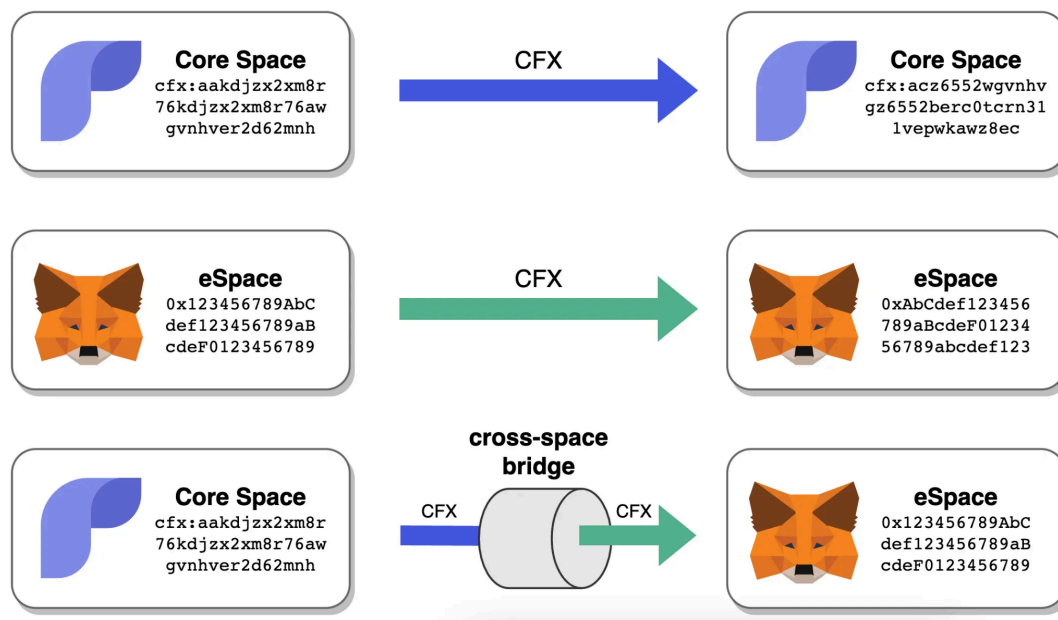 Core Space
cfx:aakdjzx2xm8r
76kdjzx2xm8r76aw
gvnhver2d62mnh
CFX
Core Space
cfx:acz6552wgvnhv
gz6552berc0tcrn31
1vepwkawz8ec
eSpace
0x123456789AbC
def123456789aB
cdeF0123456789
CFX
eSpace
0xAbCdef123456
789aBcdeF01234
56789abcdef123
Core Space
cfx:aakdjzx2xm8r
76kdjzx2xm8r76aw
gvnhver2d62mnh
cross-space
bridge
CFX
CFX
eSpace
0x123456789AbC
def123456789aB
cdeF0123456789